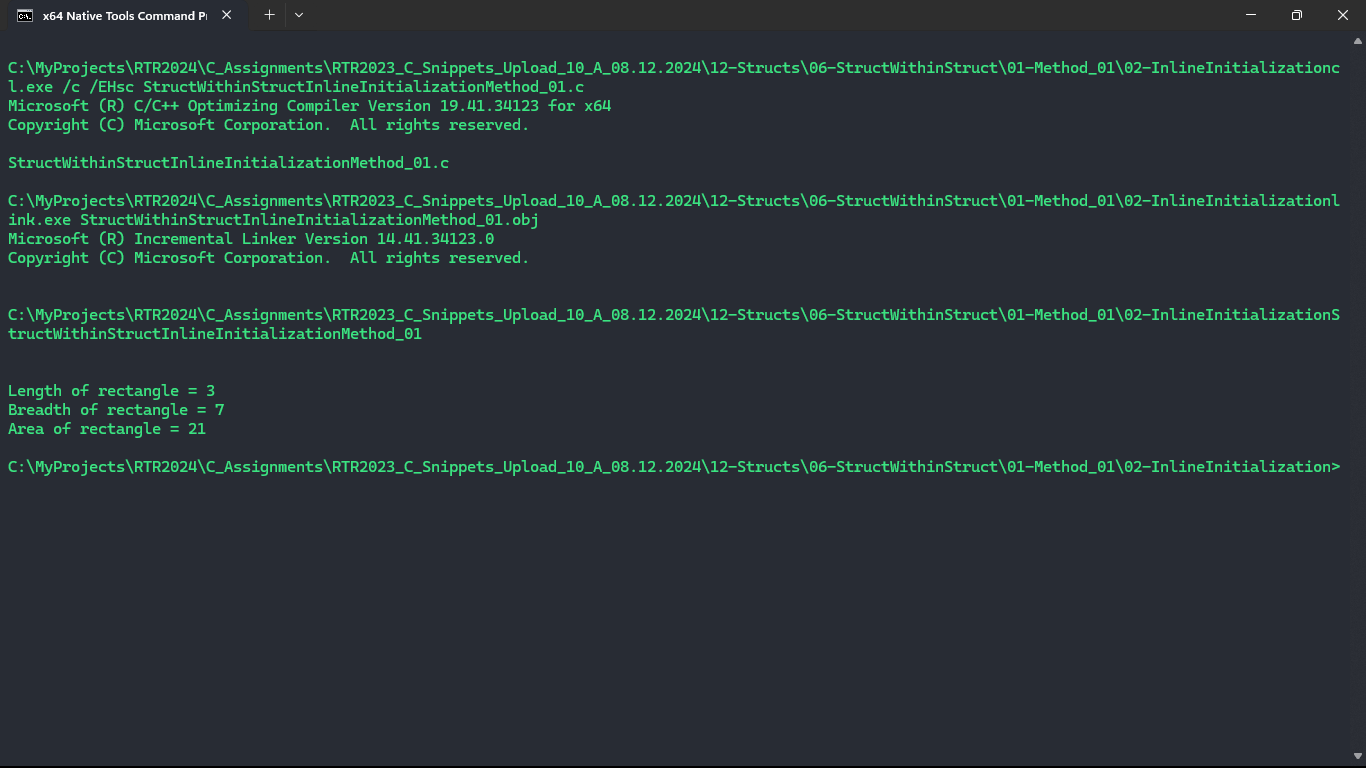 x64 Native Tools Command Pr
C:\MyProjects\RTR2024\C_Assignments\RTR2023_C_Snippets_Upload_10_A_08.12.2024\12-Structs\06-StructWithinStruct\01-Method_01\02-InlineInitializationc
l.exe /c /EHsc StructWithinStructInlineInitializationMethod_01.c
Microsoft (R) C/C++ Optimizing Compiler Version 19.41.34123 for x64
Copyright (C) Microsoft Corporation.  All rights reserved.
StructWithinStructInlineInitializationMethod_01.c
C:\MyProjects\RTR2024\C_Assignments\RTR2023_C_Snippets_Upload_10_A_08.12.2024\12-Structs\06-StructWithinStruct\01-Method_01\02-InlineInitializationl
ink.exe StructWithinStructInlineInitializationMethod_01.obj
Microsoft (R) Incremental Linker Version 14.41.34123.0
Copyright (C) Microsoft Corporation.  All rights reserved.
C:\MyProjects\RTR2024\C_Assignments\RTR2023_C_Snippets_Upload_10_A_08.12.2024\12-Structs\06-StructWithinStruct\01-Method_01\02-InlineInitializationS
tructWithinStructInlineInitializationMethod_01
Length of rectangle = 3
Breadth of rectangle = 7
Area of rectangle = 21
C:\MyProjects\RTR2024\C_Assignments\RTR2023_C_Snippets_Upload_10_A_08.12.2024\12-Structs\06-StructWithinStruct\01-Method_01\02-InlineInitialization>